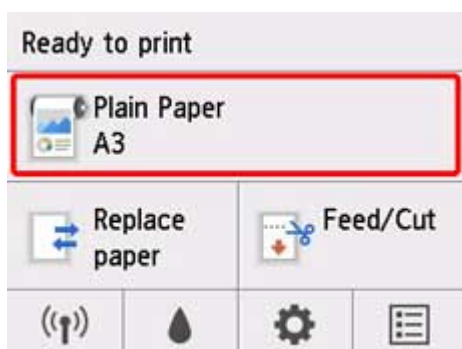 Ready to print
Plain Paper
A3
Replace
paper
Feed/Cut